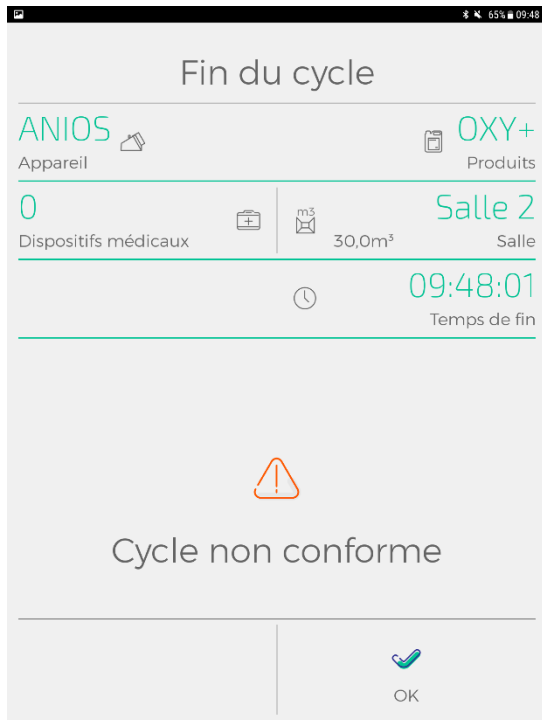 65% 09:48
Fin du cycle
ANIOS
Appareil
OXY+
Produits
0
Dispositifs médicaux
m3
30,0m³
Salle 2
Salle
09:48:01
Temps de fin
Cycle non conforme
OK